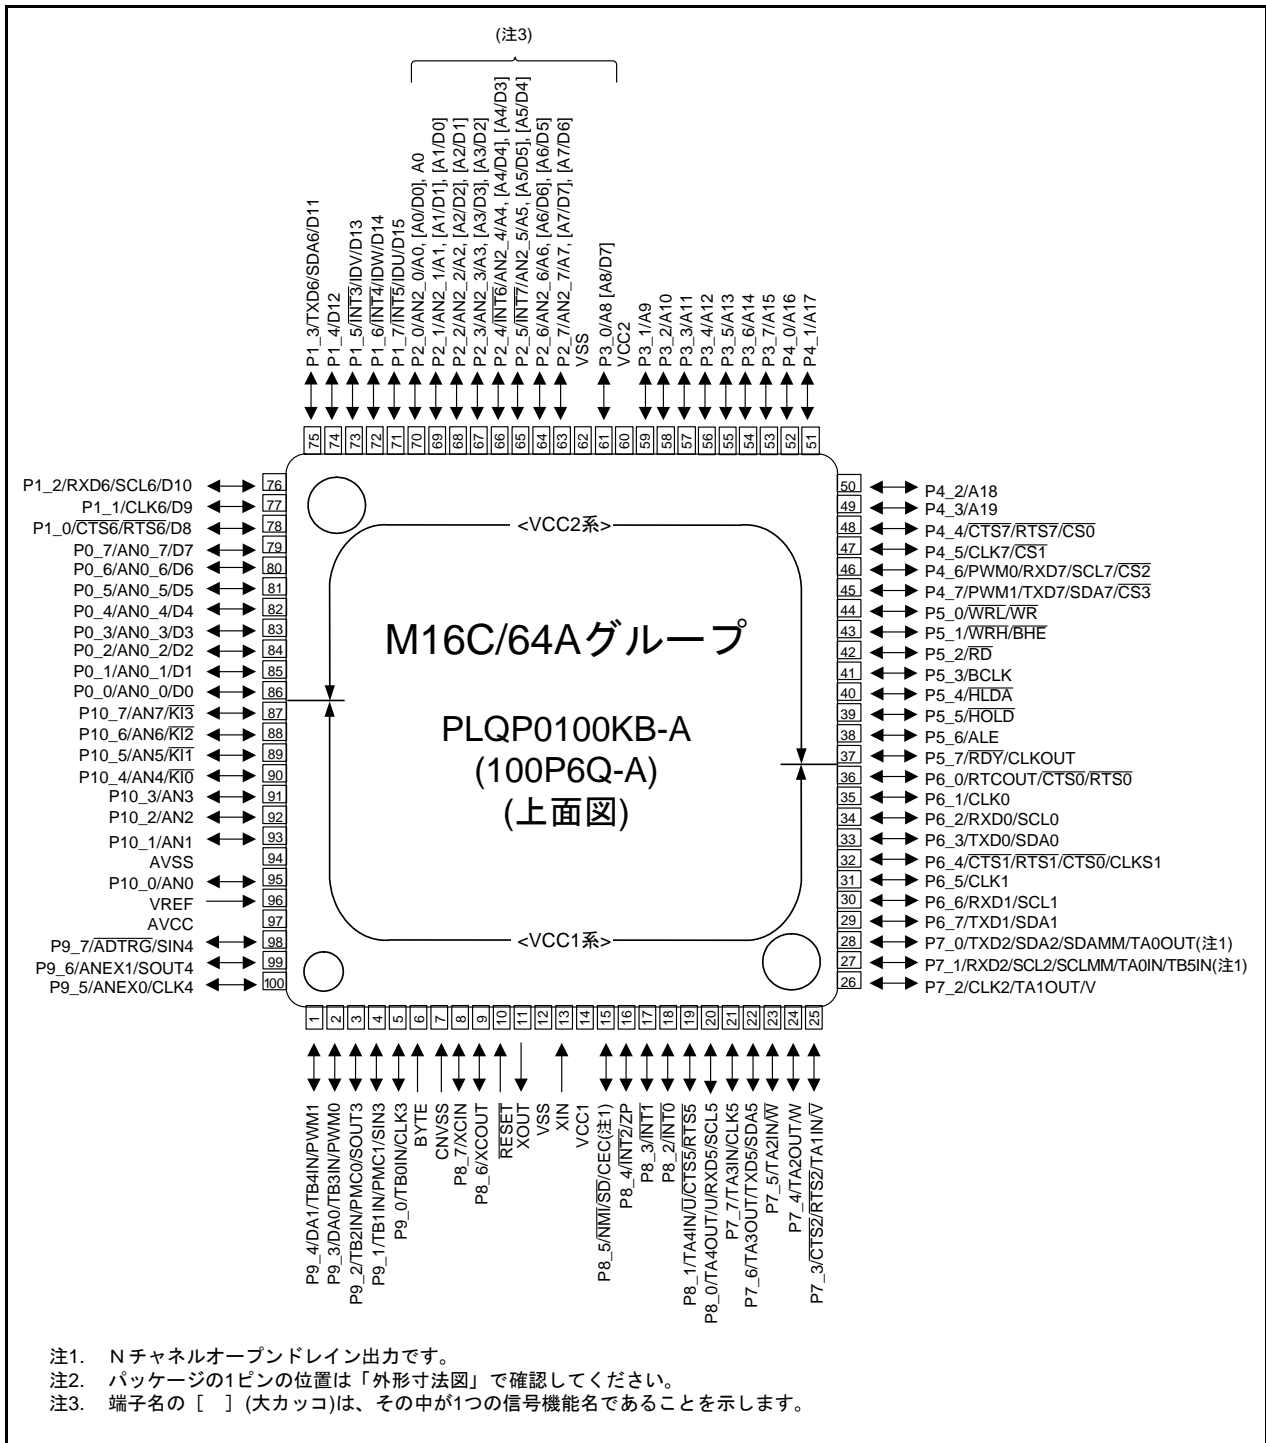 (注3)
P1_3/TXD6/SDA6/D11
P1_4/D12
P1_5/INT3/IDV/D13
P1_6/INT4/IDW/D14
P1_7/INT5/IDU/D15
P2_0/AN2_0/A0, [A0/D0], A0
P2_1/AN2_1/A1, [A1/D1], [A1/D0]
P2_2/AN2_2/A2, [A2/D2], [A2/D1]
P2_3/AN2_3/A3, [A3/D3], [A3/D2]
P2_4/INT6/AN2_4/A4, [A4/D4], [A4/D3]
P2_5/INT7/AN2_5/A5, [A5/D5], [A5/D4]
P2_6/AN2_6/A6, [A6/D6], [A6/D5]
P2_7/AN2_7/A7, [A7/D7], [A7/D6]
VSS
P3_0/A8 [A8/D7]
VCC2
P3_1/A9
P3_2/A10
P3_3/A11
P3_4/A12
P3_5/A13
P3_6/A14
P3_7/A15
P4_0/A16
P4_1/A17
75
74
73
72
71
70
69
68
67
66
65
64
63
62
61
60
59
58
57
56
55
54
53
52
51
P1_2/RXD6/SCL6/D10 76
P1_1/CLK6/D9 77
P1_0/CTS6/RTS6/D8 78
P0_7/AN0_7/D7 79
P0_6/AN0_6/D6 80
P0_5/AN0_5/D5 81
P0_4/AN0_4/D4 82
P0_3/AN0_3/D3 83
P0_2/AN0_2/D2 84
P0_1/AN0_1/D1 85
P0_0/AN0_0/D0 86
P10_7/AN7/KI3 87
P10_6/AN6/KI2 88
P10_5/AN5/KI1 89
P10_4/AN4/KI0 90
P10_3/AN3 91
P10_2/AN2 92
P10_1/AN1 93
AVSS 94
P10_0/AN0 95
VREF 96
AVCC 97
P9_7/ADTRG/SIN4 98
P9_6/ANEX1/SOUT4 99
P9_5/ANEX0/CLK4 100
<VCC2系>
M16C/64Aグループ
PLQP0100KB-A
(100P6Q-A)
(上面図)
<VCC1系>
50 P4_2/A18
49 P4_3/A19
48 P4_4/CTS7/RTS7/CS0
47 P4_5/CLK7/CS1
46 P4_6/PWM0/RXD7/SCL7/CS2
45 P4_7/PWM1/TXD7/SDA7/CS3
44 P5_0/WRL/WR
43 P5_1/WRH/BHE
42 P5_2/RD
41 P5_3/BCLK
40 P5_4/HLDA
39 P5_5/HOLD
38 P5_6/ALE
37 P5_7/RDY/CLKOUT
36 P6_0/RTCOUT/CTS0/RTS0
35 P6_1/CLK0
34 P6_2/RXD0/SCL0
33 P6_3/TXD0/SDA0
32 P6_4/CTS1/RTS1/CTS0/CLKS1
31 P6_5/CLK1
30 P6_6/RXD1/SCL1
29 P6_7/TXD1/SDA1
28 P7_0/TXD2/SDA2/SDAMM/TA0OUT(注1)
27 P7_1/RXD2/SCL2/SCLMM/TA0IN/TB5IN(注1)
26 P7_2/CLK2/TA1OUT/V
1
2
3
4
5
6
7
8
9
10
11
12
13
14
15
16
17
18
19
20
21
22
23
24
25
P9_4/DA1/TB4IN/PWM1
P9_3/DA0/TB3IN/PWM0
P9_2/TB2IN/PMC0/SOUT3
P9_1/TB1IN/PMC1/SIN3
P9_0/TB0IN/CLK3
BYTE
CNVSS
P8_7/XCIN
P8_6/XCOUT
RESET
XOUT
VSS
XIN
VCC1
P8_5/NMI/SD/CEC(注1)
P8_4/INT2/ZP
P8_3/INT1
P8_2/INT0
P8_1/TA4IN/U/CTS5/RTS5
P8_0/TA4OUT/U/RXD5/SCL5
P7_7/TA3IN/CLK5
P7_6/TA3OUT/TXD5/SDA5
P7_5/TA2IN/W
P7_4/TA2OUT/W
P7_3/CTS2/RTS2/TA1IN/V
注1. Nチャネルオープンドレイン出力です。
注2. パッケージの1ピンの位置は「外形寸法図」で確認してください。
注3. 端子名の［ ］(大カッコ)は、その中が1つの信号機能名であることを示します。